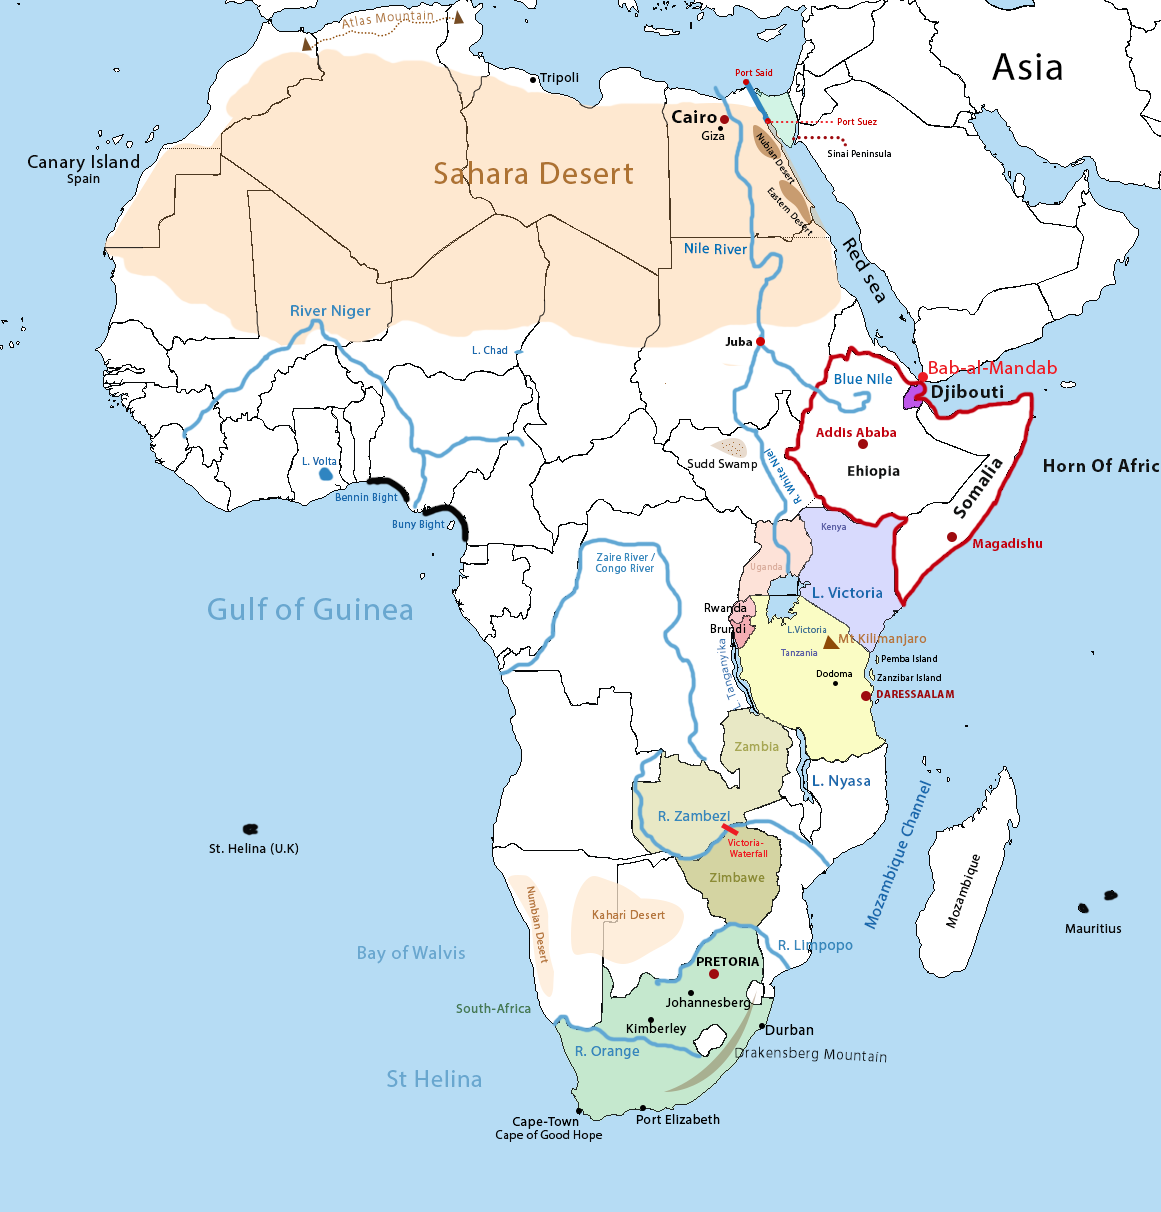 Atlas Mountain
Asia
Tripoli
Port Said
Cairo
Giza
Port Suez
Sinai Peninsula
Nubian Desert
Canary Island
Spain
Sahara Desert
Eastern Desert
Nile River
Red sea
River Niger
L. Chad
Juba
Blue NIle
Bab-al-Mandab
Djibouti
Addis Ababa
Ehiopia
Somalia
Horn Of Afric
L. Volta
Sudd Swamp
R. White Niel
Bennin Bight
Buny Bight
Kenya
Magadishu
Zaire River /
Congo River
Uganda
L. Victoria
Gulf of Guinea
Rwanda
Brundi
L.Victoria
Mt Kilimanjaro
Tanzania
Pemba Island
L. Tanganyika
Dodoma
Zanzibar Island
DARESSAALAM
Zambia
L. Nyasa
R. Zambezi
Mozambique Channel
St. Helina (U.K)
Victoria-
Waterfall
Zimbawe
Mozambique
Numbian Desert
Kahari Desert
Mauritius
Bay of Walvis
R. Limpopo
PRETORIA
Johannesberg
South-Africa
Kimberley
Durban
R. Orange
Drakensberg Mountain
St Helina
Cape-Town
Cape of Good Hope
Port Elizabeth